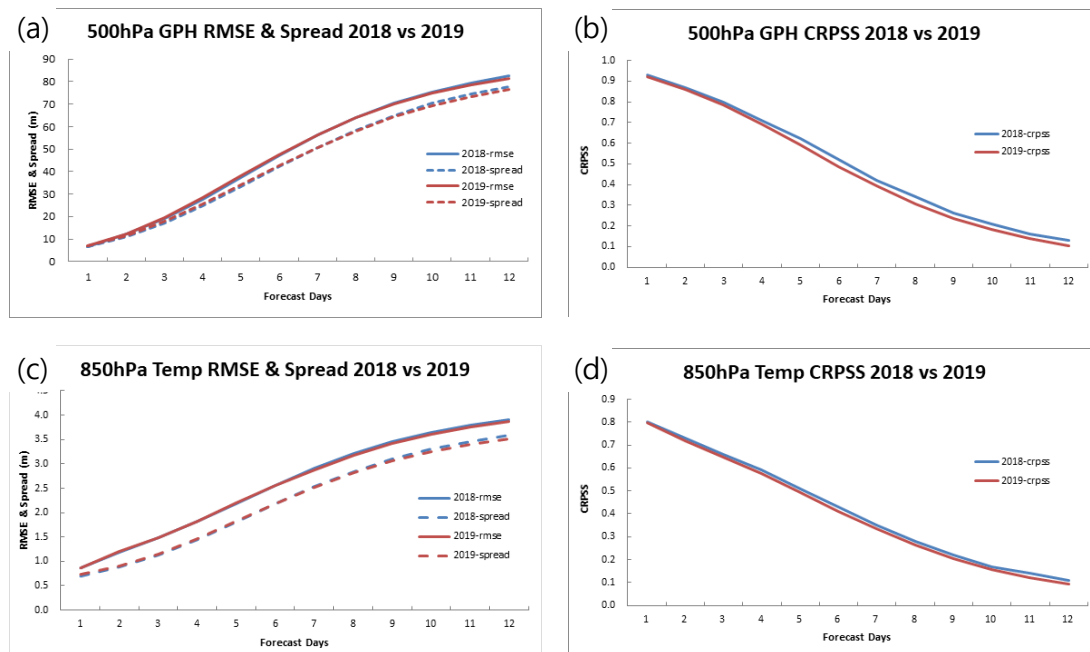 (a)
500hPa GPH RMSE & Spread 2018 vs 2019
RMSE & Spread (m)
90
80
70
60
50
40
30
20
10
0
2018-rmse
2018-spread
2019-rmse
2019-spread
1 2 3 4 5 6 7 8 9 10 11 12
Forecast Days
(b)
500hPa GPH CRPSS 2018 vs 2019
CRPSS
1.0
0.9
0.8
0.7
0.6
0.5
0.4
0.3
0.2
0.1
0.0
2018-crpss
2019-crpss
1 2 3 4 5 6 7 8 9 10 11 12
Forecast Days
(c)
850hPa Temp RMSE & Spread 2018 vs 2019
RMSE & Spread (m)
4.0
3.5
3.0
2.5
2.0
1.5
1.0
0.5
0.0
2018-rmse
2018-spread
2019-rmse
2019-spread
1 2 3 4 5 6 7 8 9 10 11 12
Forecast Days
(d)
850hPa Temp CRPSS 2018 vs 2019
CRPSS
0.9
0.8
0.7
0.6
0.5
0.4
0.3
0.2
0.1
0.0
2018-crpss
2019-crpss
1 2 3 4 5 6 7 8 9 10 11 12
Forecast Days